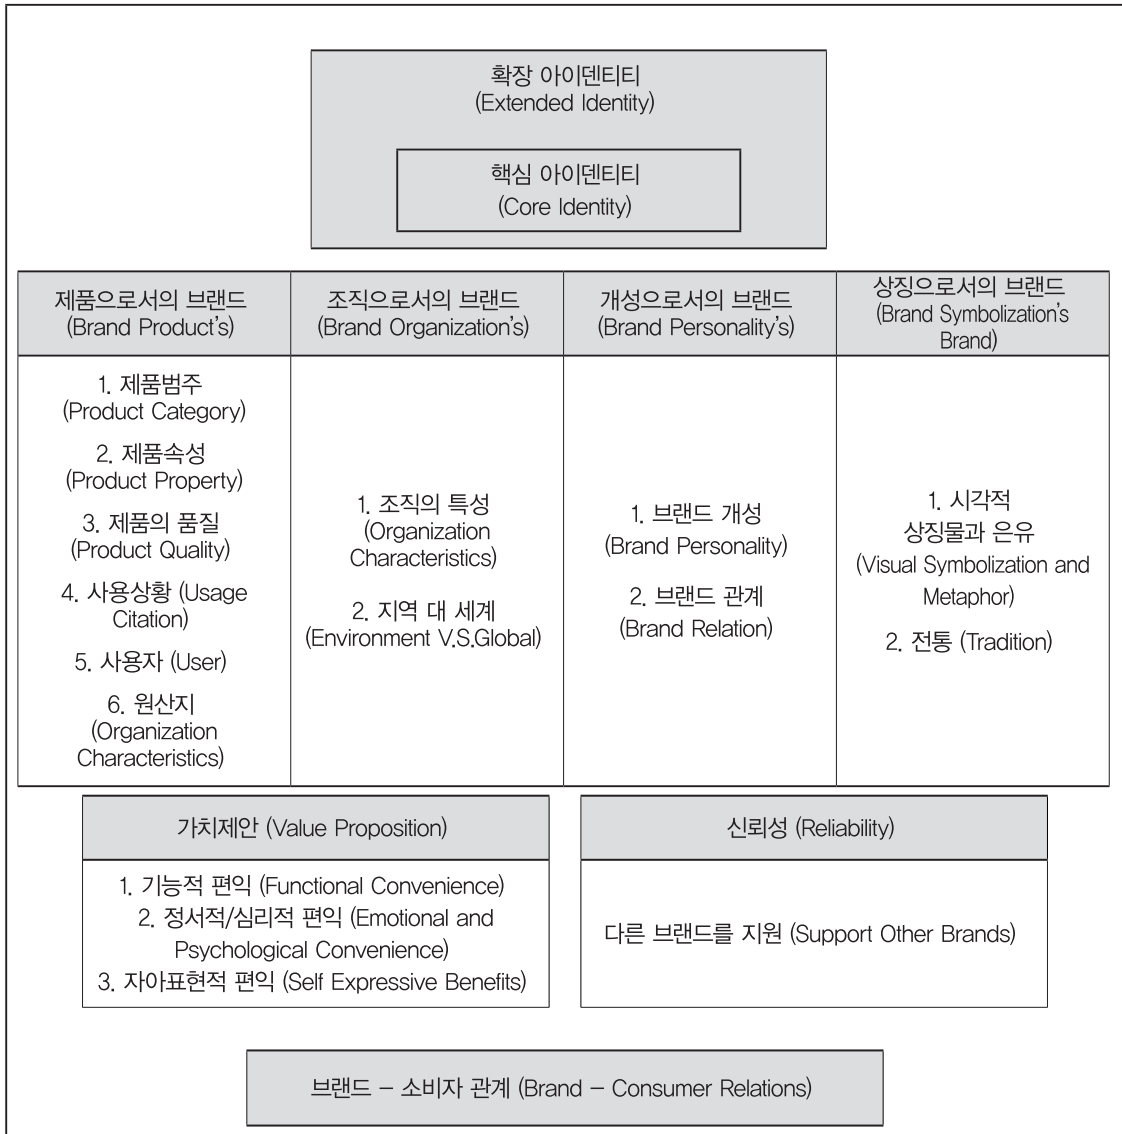 확장 아이덴티티
(Extended Identity)
핵심 아이덴티티
(Core Identity)
제품으로서의 브랜드
(Brand Product's)
조직으로서의 브랜드
(Brand Organization's)
개성으로서의 브랜드
(Brand Personality's)
상징으로서의 브랜드
(Brand Symbolization's
Brand)
1. 제품범주
(Product Category)
2. 제품속성
(Product Property)
3. 제품의 품질
(Product Quality)
4. 사용상황 (Usage
Citation)
5. 사용자 (User)
6. 원산지
(Organization
Characteristics)
1. 조직의 특성
(Organization
Characteristics)
2. 지역 대 세계
(Environment V.S.Global)
1. 브랜드 개성
(Brand Personality)
2. 브랜드 관계
(Brand Relation)
1. 시각적
상징물과 은유
(Visual Symbolization and
Metaphor)
2. 전통 (Tradition)
가치제안 (Value Proposition)
1. 기능적 편익 (Functional Convenience)
2. 정서적/심리적 편익 (Emotional and
Psychological Convenience)
3. 자아표현적 편익 (Self Expressive Benefits)
신뢰성 (Reliability)
다른 브랜드를 지원 (Support Other Brands)
브랜드 – 소비자 관계 (Brand – Consumer Relations)